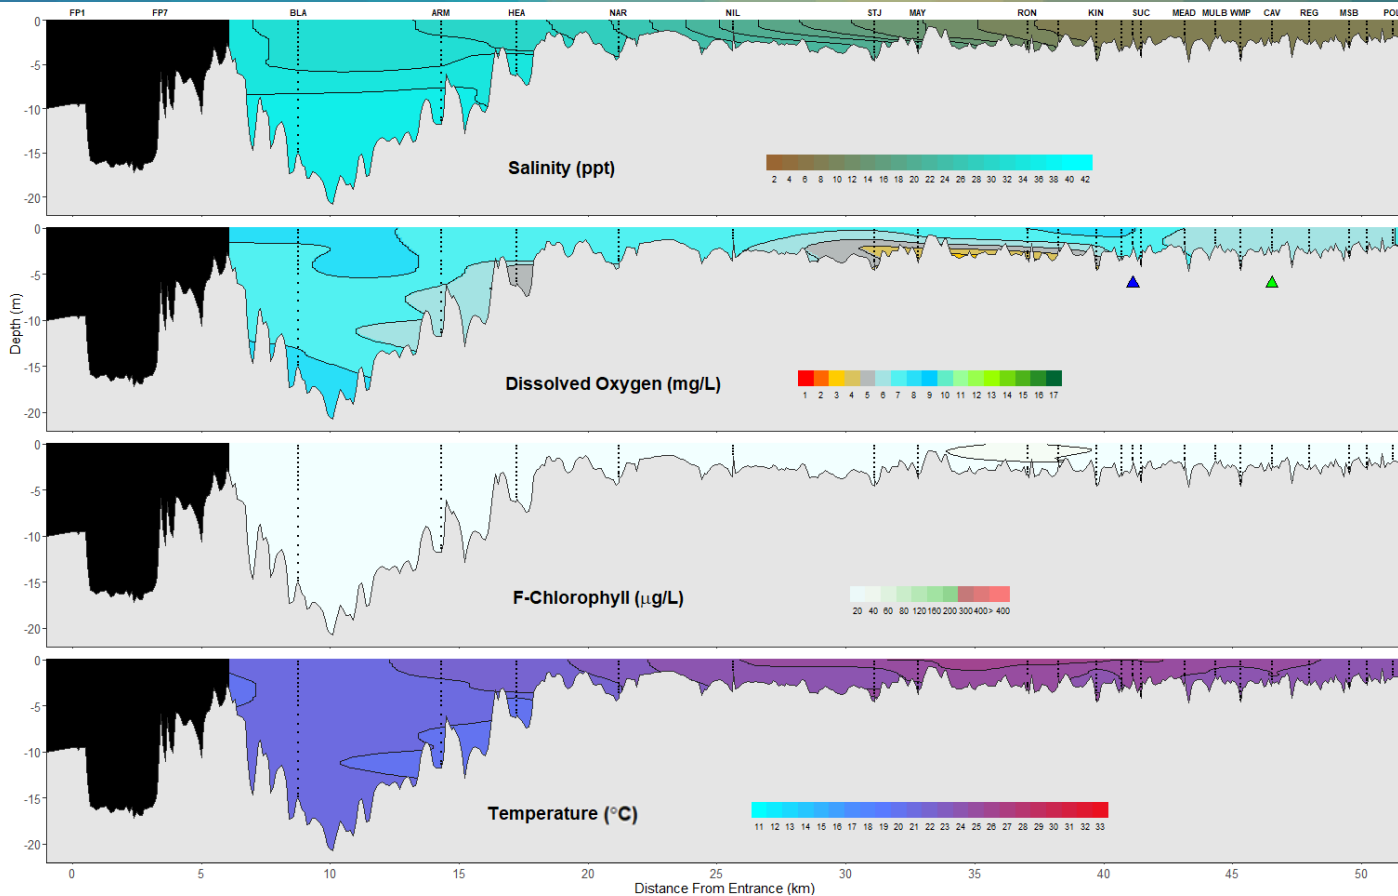 FP1 FP7 BLA ARM HEA NAR NIL STJ MAY RON KIN SUC MEAD MULB WMP CAV REG MSB POL
0
-5
-10
-15
-20
Salinity (ppt)
2 4 6 8 10 12 14 16 18 20 22 24 26 28 30 32 34 36 38 40 42
0
-5
-10
-15
-20
Depth (m)
Dissolved Oxygen (mg/L)
1 2 3 4 5 6 7 8 9 10 11 12 13 14 15 16 17
0
-5
-10
-15
-20
F-Chlorophyll (μg/L)
20 40 60 80 120 160 200 300 400 > 400
0
-5
-10
-15
-20
Temperature (°C)
11 12 13 14 15 16 17 18 19 20 21 22 23 24 25 26 27 28 29 30 31 32 33
0 5 10 15 20 25 30 35 40 45 50
Distance From Entrance (km)